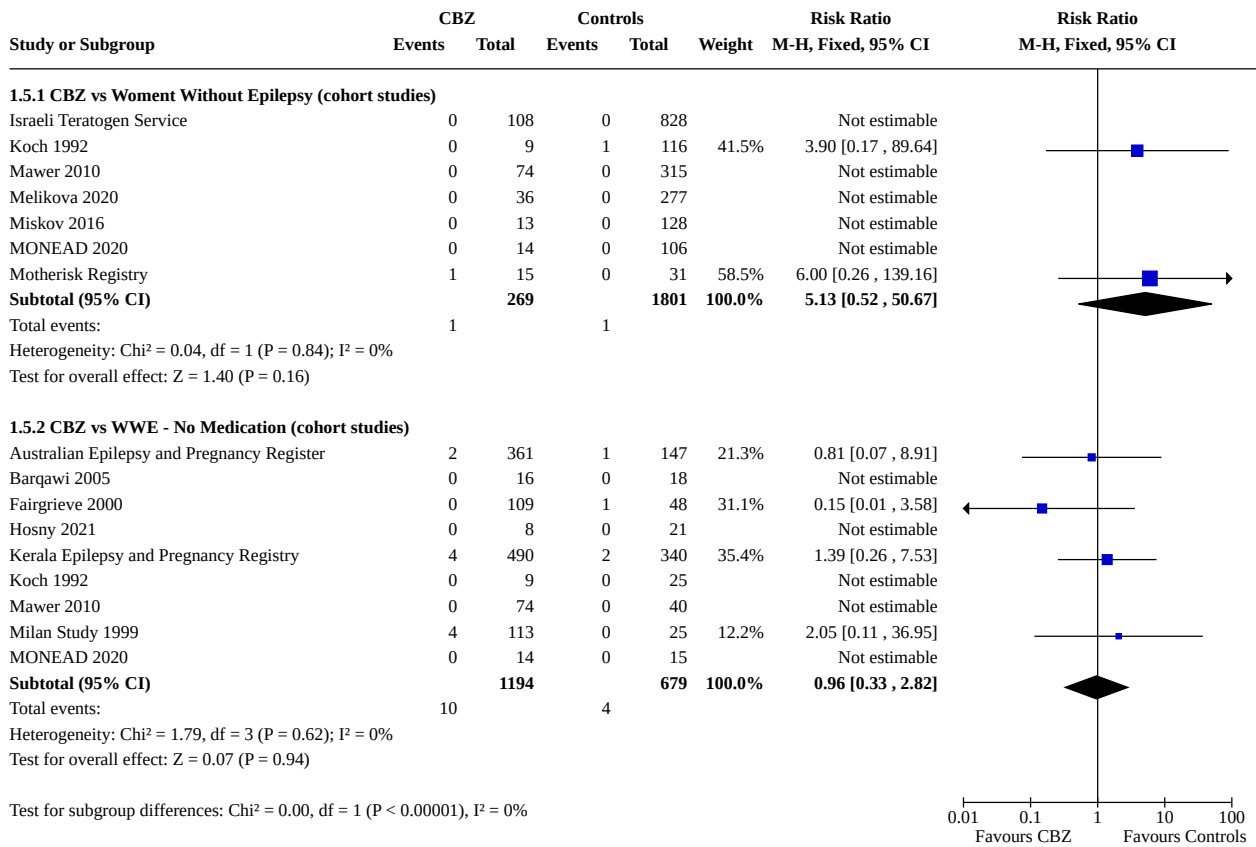 CBZ Controls Risk Ratio Risk Ratio
Study or Subgroup Events Total Events Total Weight M-H, Fixed, 95% CI M-H, Fixed, 95% CI
1.5.1 CBZ vs Woment Without Epilepsy (cohort studies)
Israeli Teratogen Service 0 108 0 828 Not estimable
Koch 1992 0 9 1 116 41.5% 3.90 [0.17 , 89.64]
Mawer 2010 0 74 0 315 Not estimable
Melikova 2020 0 36 0 277 Not estimable
Miskov 2016 0 13 0 128 Not estimable
MONEAD 2020 0 14 0 106 Not estimable
Motherisk Registry 1 15 0 31 58.5% 6.00 [0.26 , 139.16]
Subtotal (95% CI) 269 1801 100.0% 5.13 [0.52 , 50.67]
Total events: 1 1
Heterogeneity: Chi² = 0.04, df = 1 (P = 0.84); I² = 0%
Test for overall effect: Z = 1.40 (P = 0.16)
1.5.2 CBZ vs WWE - No Medication (cohort studies)
Australian Epilepsy and Pregnancy Register 2 361 1 147 21.3% 0.81 [0.07 , 8.91]
Barqawi 2005 0 16 0 18 Not estimable
Fairgrieve 2000 0 109 1 48 31.1% 0.15 [0.01 , 3.58]
Hosny 2021 0 8 0 21 Not estimable
Kerala Epilepsy and Pregnancy Registry 4 490 2 340 35.4% 1.39 [0.26 , 7.53]
Koch 1992 0 9 0 25 Not estimable
Mawer 2010 0 74 0 40 Not estimable
Milan Study 1999 4 113 0 25 12.2% 2.05 [0.11 , 36.95]
MONEAD 2020 0 14 0 15 Not estimable
Subtotal (95% CI) 1194 679 100.0% 0.96 [0.33 , 2.82]
Total events: 10 4
Heterogeneity: Chi² = 1.79, df = 3 (P = 0.62); I² = 0%
Test for overall effect: Z = 0.07 (P = 0.94)
Test for subgroup differences: Chi² = 0.00, df = 1 (P < 0.00001), I² = 0%
0.01 0.1 1 10 100
Favours CBZ Favours Controls